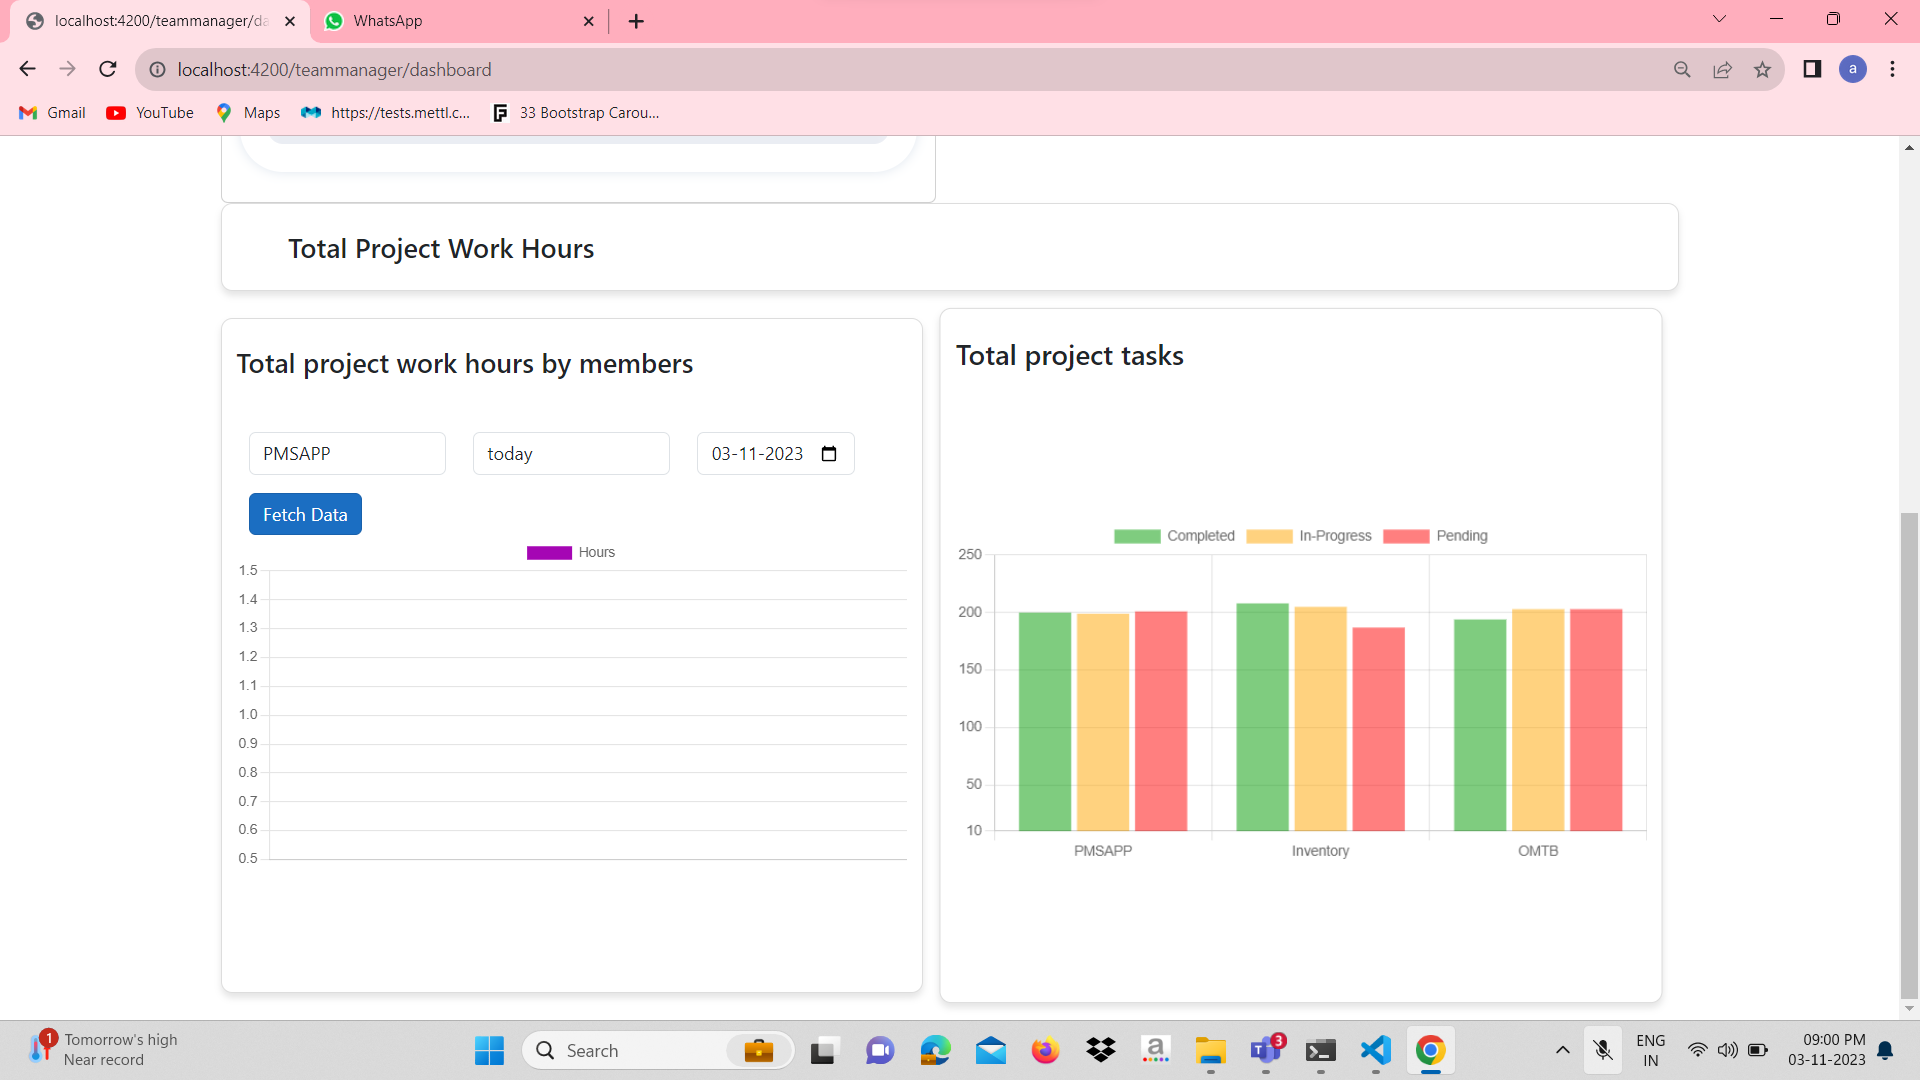 localhost:4200/teammanager/da
WhatsApp
localhost:4200/teammanager/dashboard
a
Gmail
YouTube
Maps
https://tests.mettl.c...
33 Bootstrap Carou...
Total Project Work Hours
Total project work hours by members
PMSAPP
today
03-11-2023
Fetch Data
Hours
1.5
1.4
1.3
1.2
1.1
1.0
0.9
0.8
0.7
0.6
0.5
Total project tasks
Completed
In-Progress
Pending
250
200
150
100
50
10
PMSAPP
Inventory
OMTB
1
Tomorrow's high
Near record
Search
a
3
ENG
IN
09:00 PM
03-11-2023